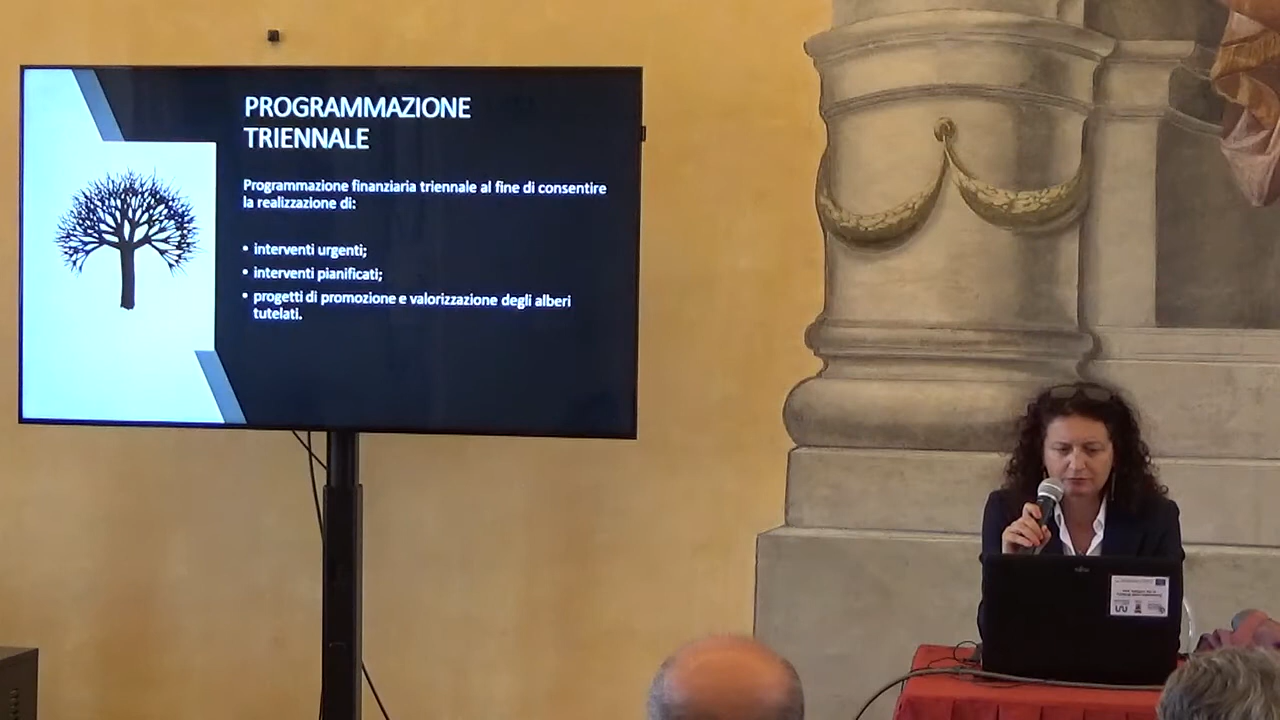 PROGRAMMAZIONE
TRIENNALE
Programmazione finanziaria triennale al fine di consentire
la realizzazione di:
• interventi urgenti;
• interventi pianificati;
• progetti di promozione e valorizzazione degli alberi
tutelati.